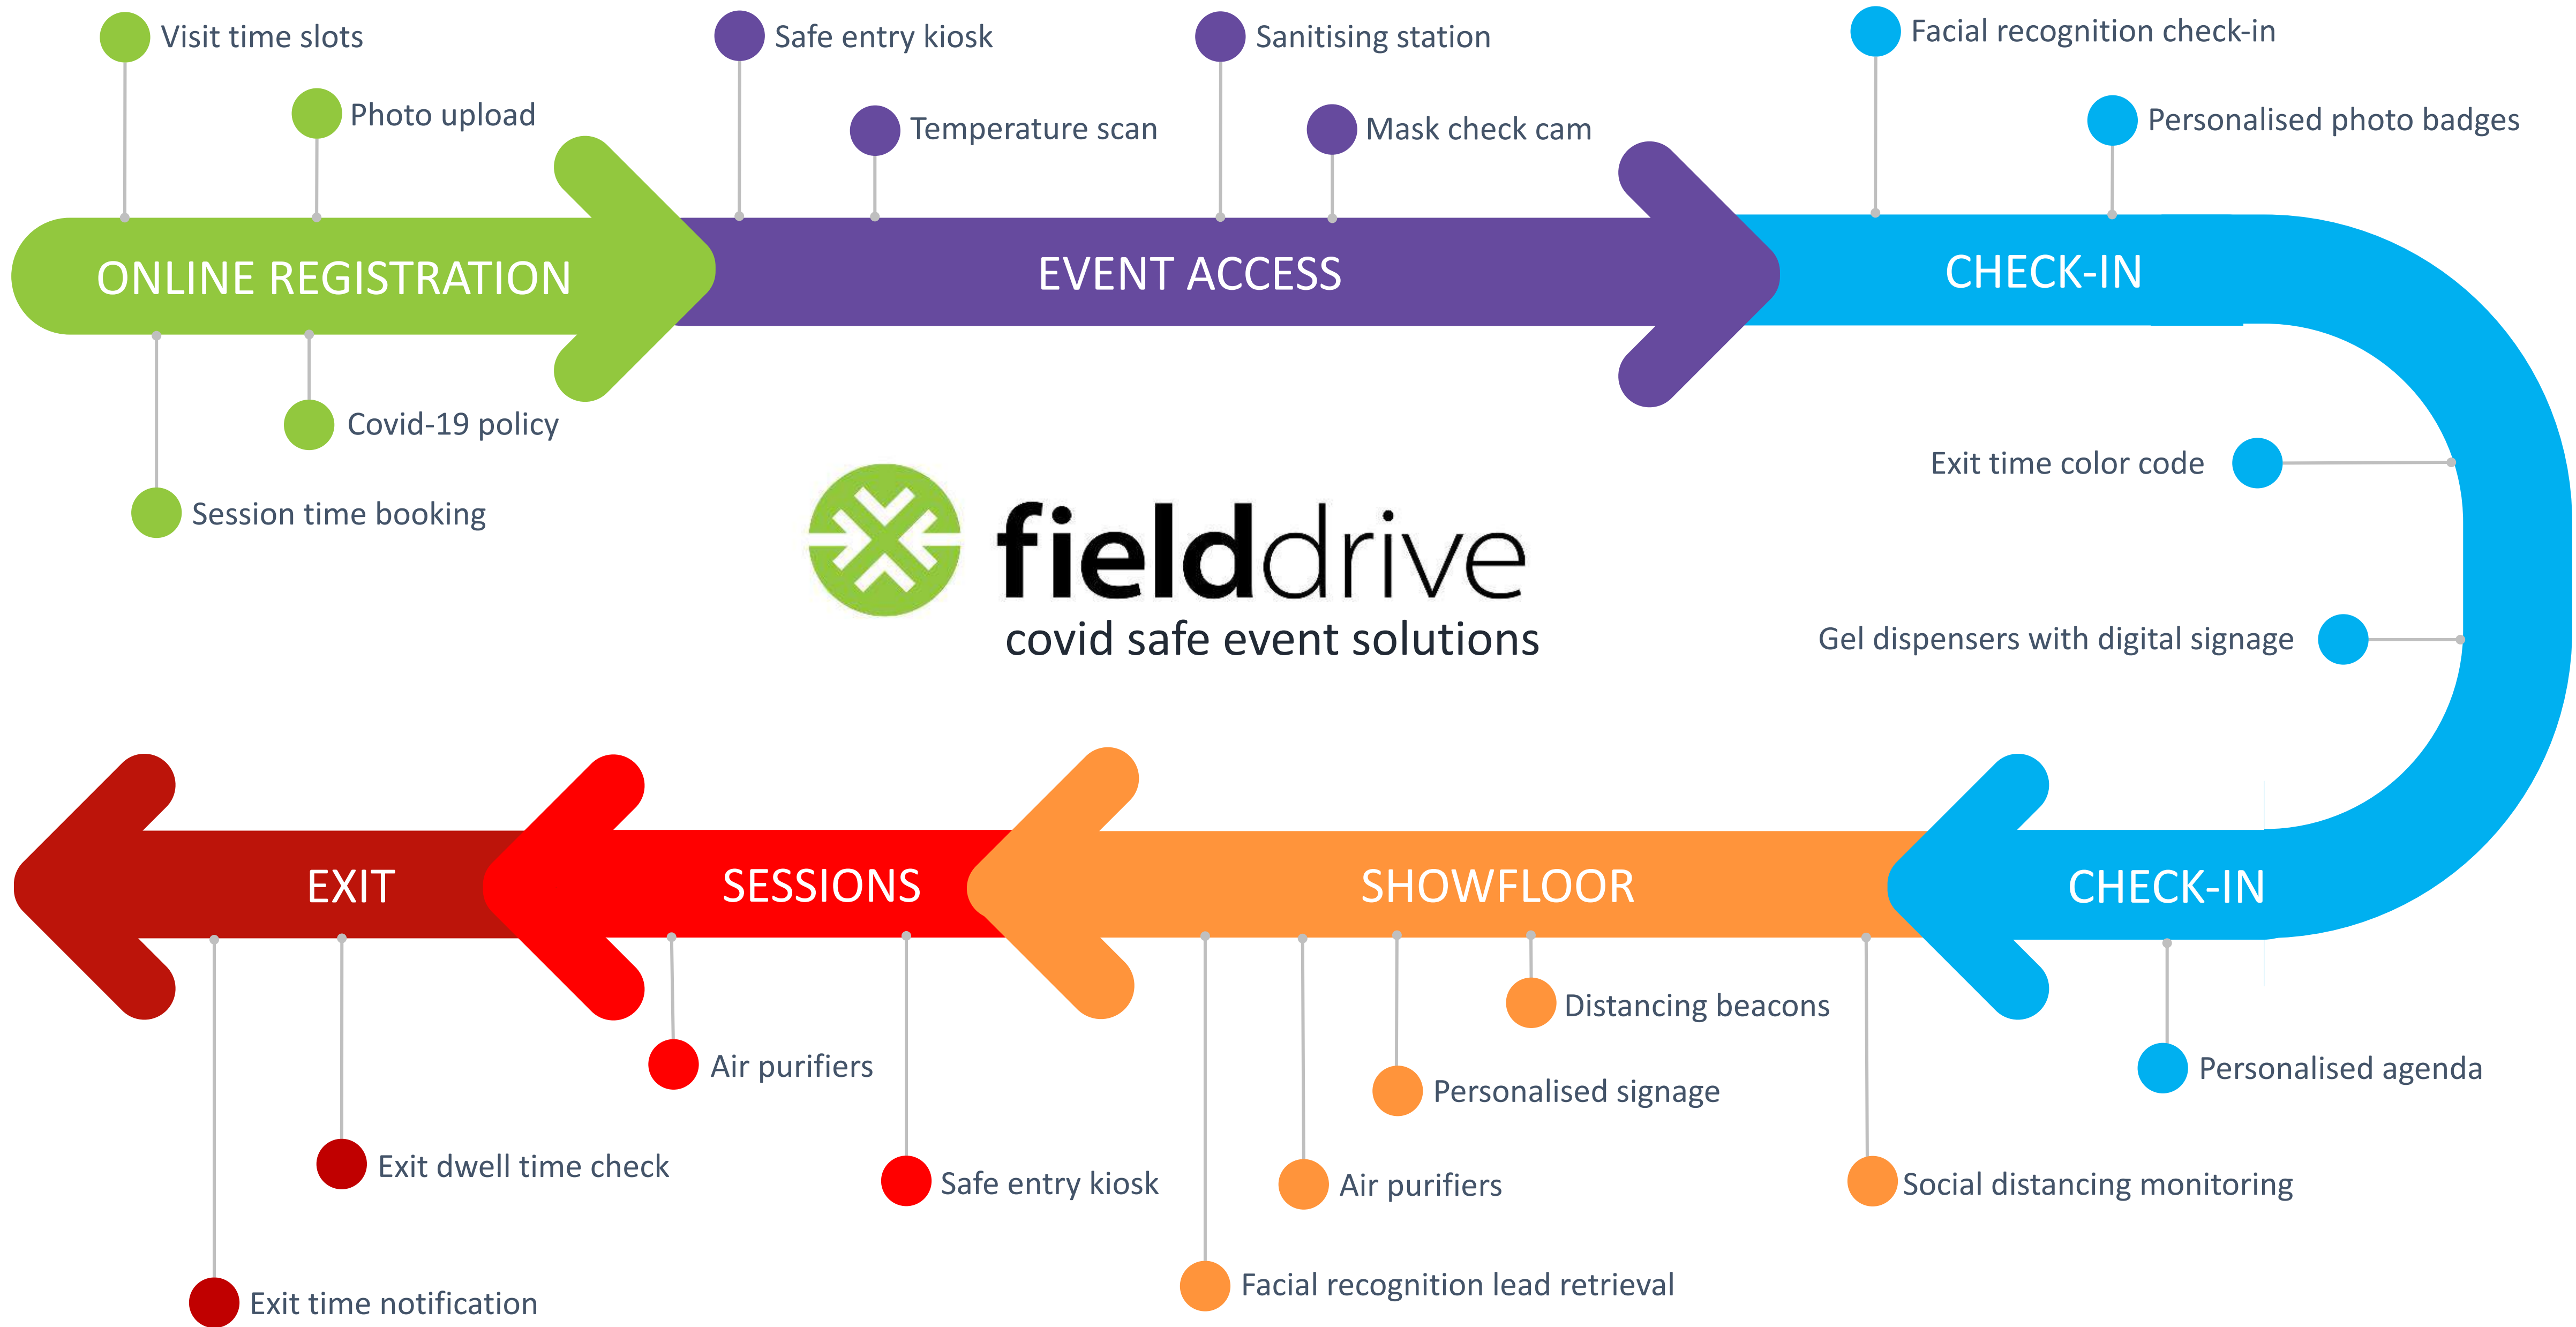 Visit time slots
Photo upload
Safe entry kiosk
Temperature scan
Sanitising station
Mask check cam
Facial recognition check-in
Personalised photo badges
ONLINE REGISTRATION
EVENT ACCESS
CHECK-IN
Covid-19 policy
Session time booking
Exit time color code
Gel dispensers with digital signage
fielddrive
covid safe event solutions
EXIT
SESSIONS
SHOWFLOOR
CHECK-IN
Distancing beacons
Air purifiers
Personalised signage
Personalised agenda
Exit dwell time check
Safe entry kiosk
Air purifiers
Social distancing monitoring
Facial recognition lead retrieval
Exit time notification